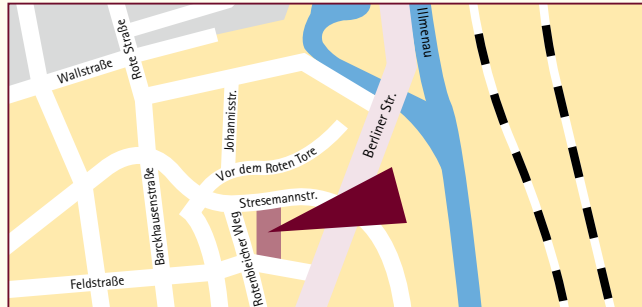 Ilmenau
Rote Straße
Wallstraße
Johannisstr.
Berliner Str.
Vor dem Roten Tore
Stresemannstr.
Barckhausenstraße
Rotenbleicher Weg
Feldstraße